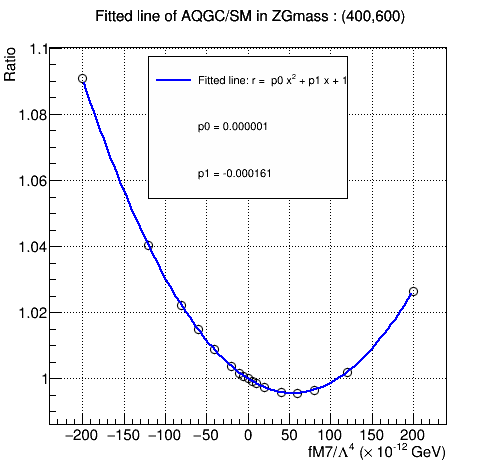 Fitted line of AQGC/SM in ZGmass : (400,600)
Ratio
1.1
1.08
1.06
1.04
1.02
1
Fitted line: r = p0 x² + p1 x + 1
p0 = 0.000001
p1 = -0.000161
−200 −150 −100 −50 0 50 100 150 200
fM7/Λ⁴ (× 10⁻¹² GeV)